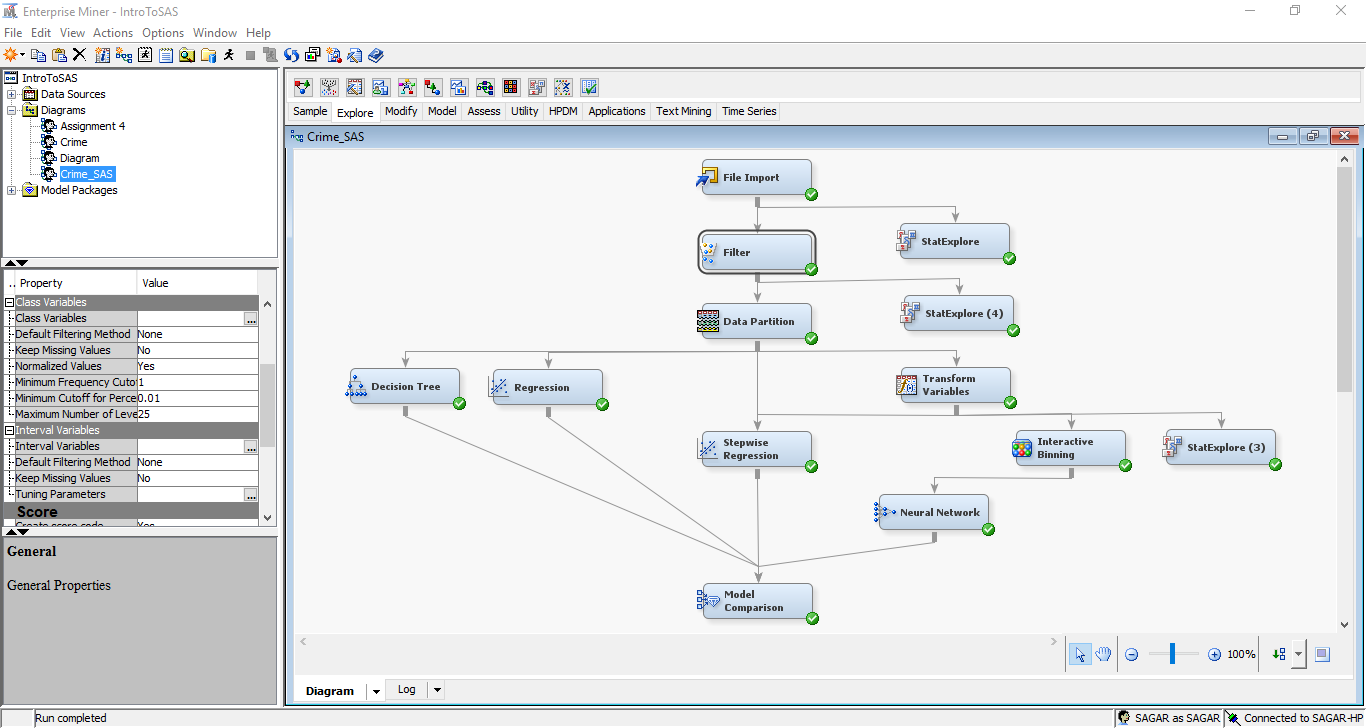 Enterprise Miner - IntroToSAS
File Edit View Actions Options Window Help
IntroToSAS
Data Sources
Diagrams
Assignment 4
Crime
Diagram
Crime_SAS
Model Packages
.. Property Value
Class Variables
Class Variables ...
Default Filtering Method None
Keep Missing Values No
Normalized Values Yes
Minimum Frequency Cuto 1
Minimum Cutoff for Perce 0.01
Maximum Number of Leve 25
Interval Variables
Interval Variables ...
Default Filtering Method None
Keep Missing Values No
Tuning Parameters ...
Score
Create score code Yes
General
General Properties
Sample Explore Modify Model Assess Utility HPDM Applications Text Mining Time Series
Crime_SAS
File Import
StatExplore
Filter
StatExplore (4)
Data Partition
Decision Tree
Regression
Transform
Variables
Stepwise
Regression
Interactive
Binning
StatExplore (3)
Neural Network
Model
Comparison
100%
Diagram Log
Run completed
SAGAR as SAGAR
Connected to SAGAR-HP